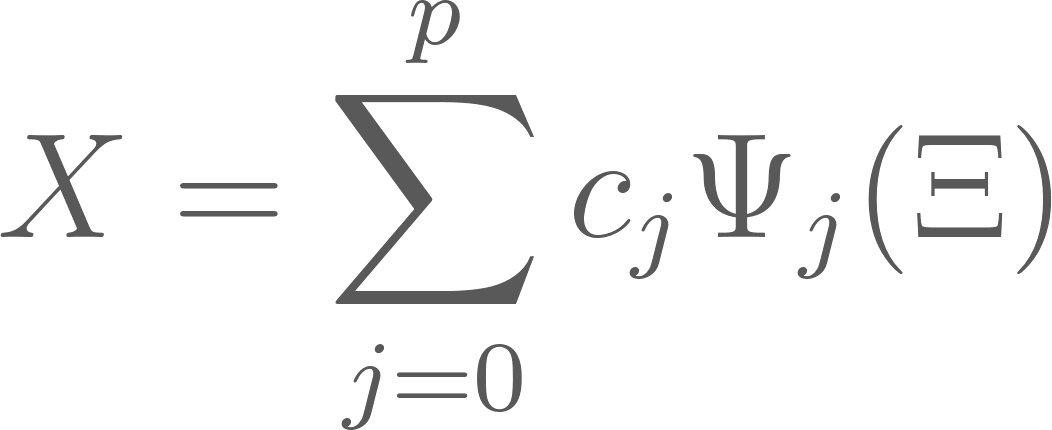 X = \sum_{j=0}^{p} c_j \Psi_j(\Xi)